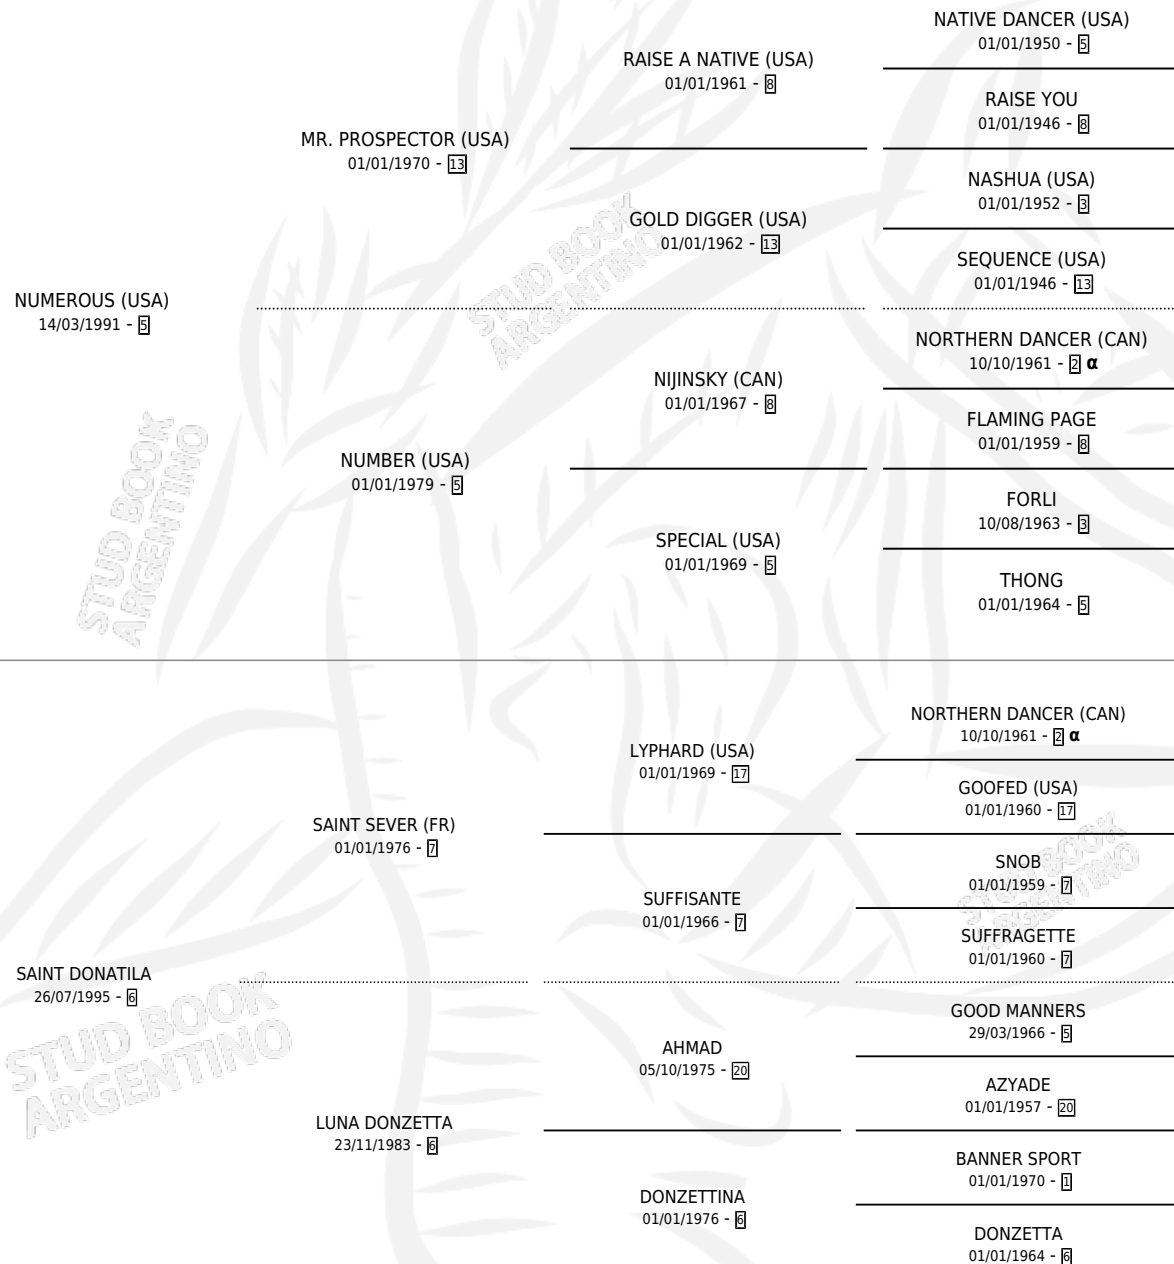 NATIVE DANCER (USA)
01/01/1950 - 5
RAISE A NATIVE (USA)
01/01/1961 - 8
RAISE YOU
01/01/1946 - 8
MR. PROSPECTOR (USA)
01/01/1970 - 13
NASHUA (USA)
01/01/1952 - 3
GOLD DIGGER (USA)
01/01/1962 - 13
SEQUENCE (USA)
01/01/1946 - 13
STUD BOOK
ARGENTINO
NUMEROUS (USA)
14/03/1991 - 5
NORTHERN DANCER (CAN)
10/10/1961 - 2 α
NIJINSKY (CAN)
01/01/1967 - 8
FLAMING PAGE
01/01/1959 - 8
NUMBER (USA)
01/01/1979 - 5
FORLI
10/08/1963 - 3
SPECIAL (USA)
01/01/1969 - 5
THONG
01/01/1964 - 5
STUD BOOK
ARGENTINO
NORTHERN DANCER (CAN)
10/10/1961 - 2 α
LYPHARD (USA)
01/01/1969 - 17
GOOFED (USA)
01/01/1960 - 17
SAINT SEVER (FR)
01/01/1976 - 7
SNOB
01/01/1959 - 7
STUD BOOK
ARGENTINO
SUFFISANTE
01/01/1966 - 7
SUFFRAGETTE
01/01/1960 - 7
SAINT DONATILA
26/07/1995 - 6
STUD BOOK
ARGENTINO
GOOD MANNERS
29/03/1966 - 5
AHMAD
05/10/1975 - 20
AZYADE
01/01/1957 - 20
LUNA DONZETTA
23/11/1983 - 6
BANNER SPORT
01/01/1970 - 1
DONZETTINA
01/01/1976 - 6
DONZETTA
01/01/1964 - 6